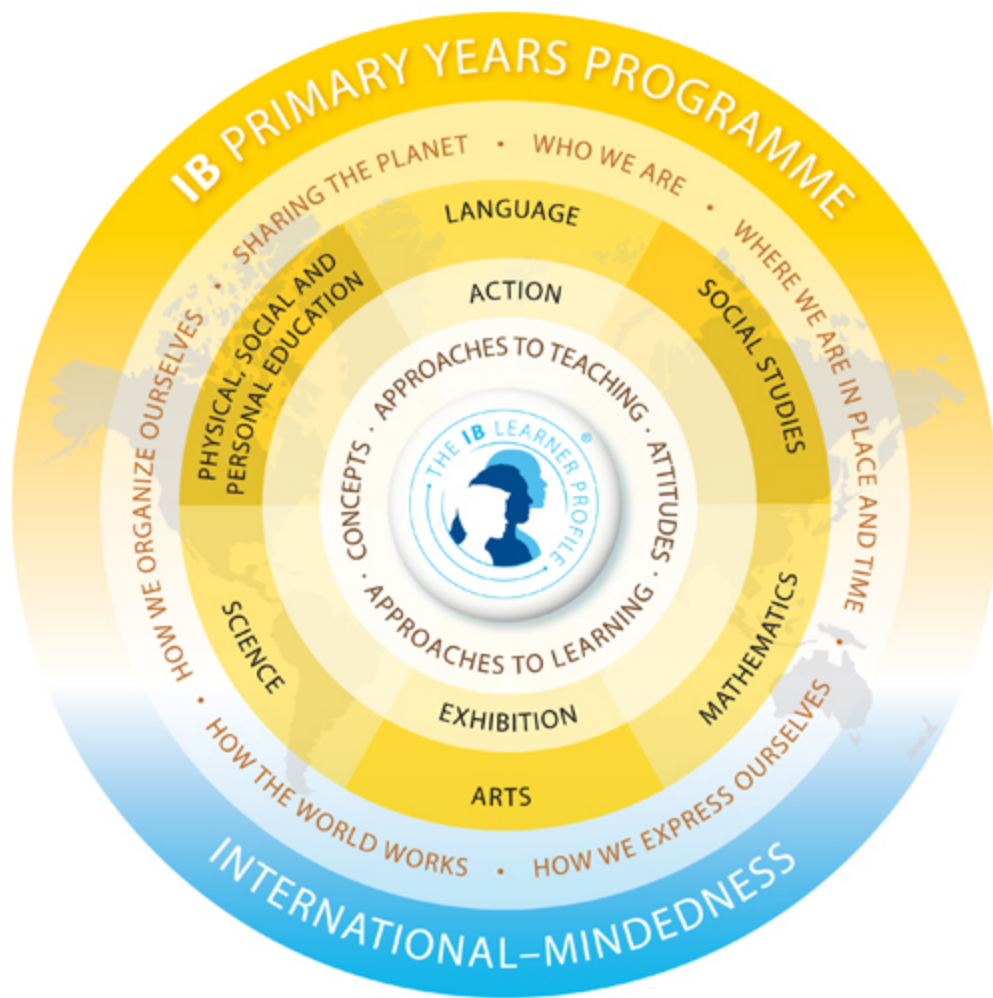 IB PRIMARY YEARS PROGRAMME
SHARING THE PLANET • WHO WE ARE • WHERE WE ARE IN PLACE AND TIME • HOW WE EXPRESS OURSELVES • HOW THE WORLD WORKS • HOW WE ORGANIZE OURSELVES •
LANGUAGE
SOCIAL STUDIES
MATHEMATICS
ARTS
SCIENCE
PHYSICAL, SOCIAL AND
PERSONAL EDUCATION
ACTION
EXHIBITION
APPROACHES TO TEACHING · ATTITUDES · APPROACHES TO LEARNING · CONCEPTS ·
• THE IB LEARNER PROFILE • ®
INTERNATIONAL–MINDEDNESS